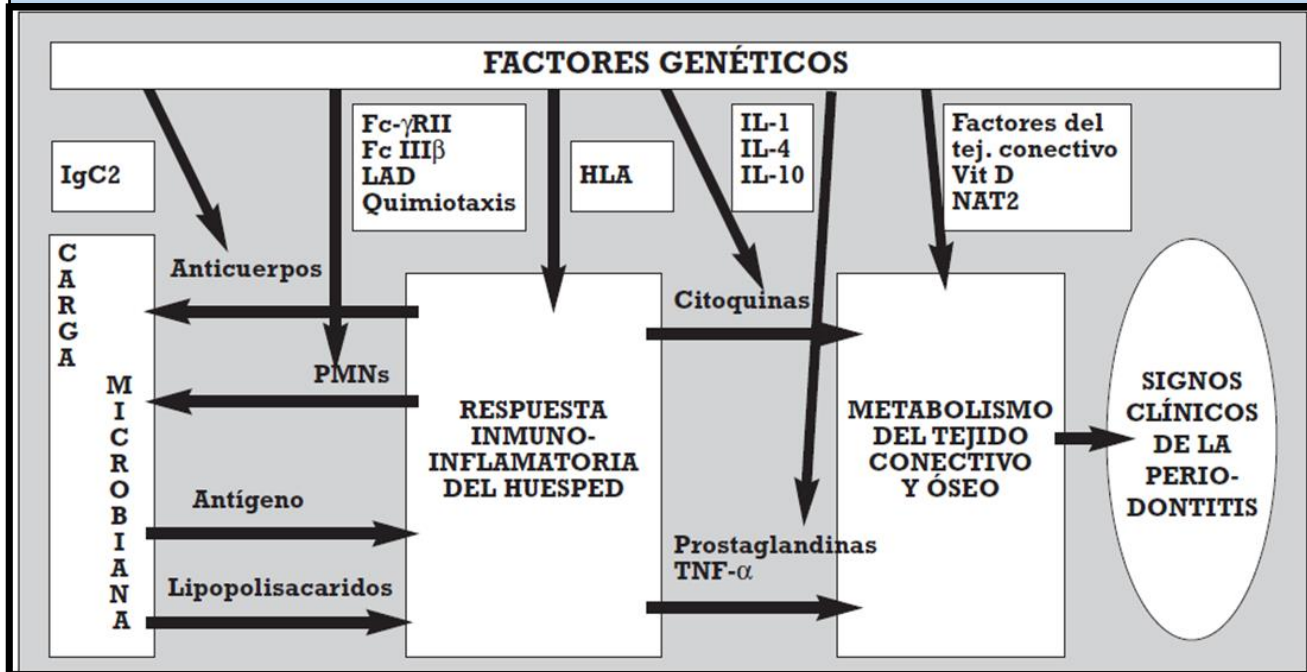 FACTORES GENÉTICOS
IgC2
Fc-γRII
Fc IIIβ
LAD
Quimiotaxis
HLA
IL-1
IL-4
IL-10
Factores del
tej. conectivo
Vit D
NAT2
CARGA
MICROBIANA
Anticuerpos
PMNs
Antígeno
Lipopolisacaridos
RESPUESTA
INMUNO-
INFLAMATORIA
DEL HUESPED
Citoquinas
Prostaglandinas
TNF-α
METABOLISMO
DEL TEJIDO
CONECTIVO
Y ÓSEO
SIGNOS
CLÍNICOS
DE LA
PERIO-
DONTITIS